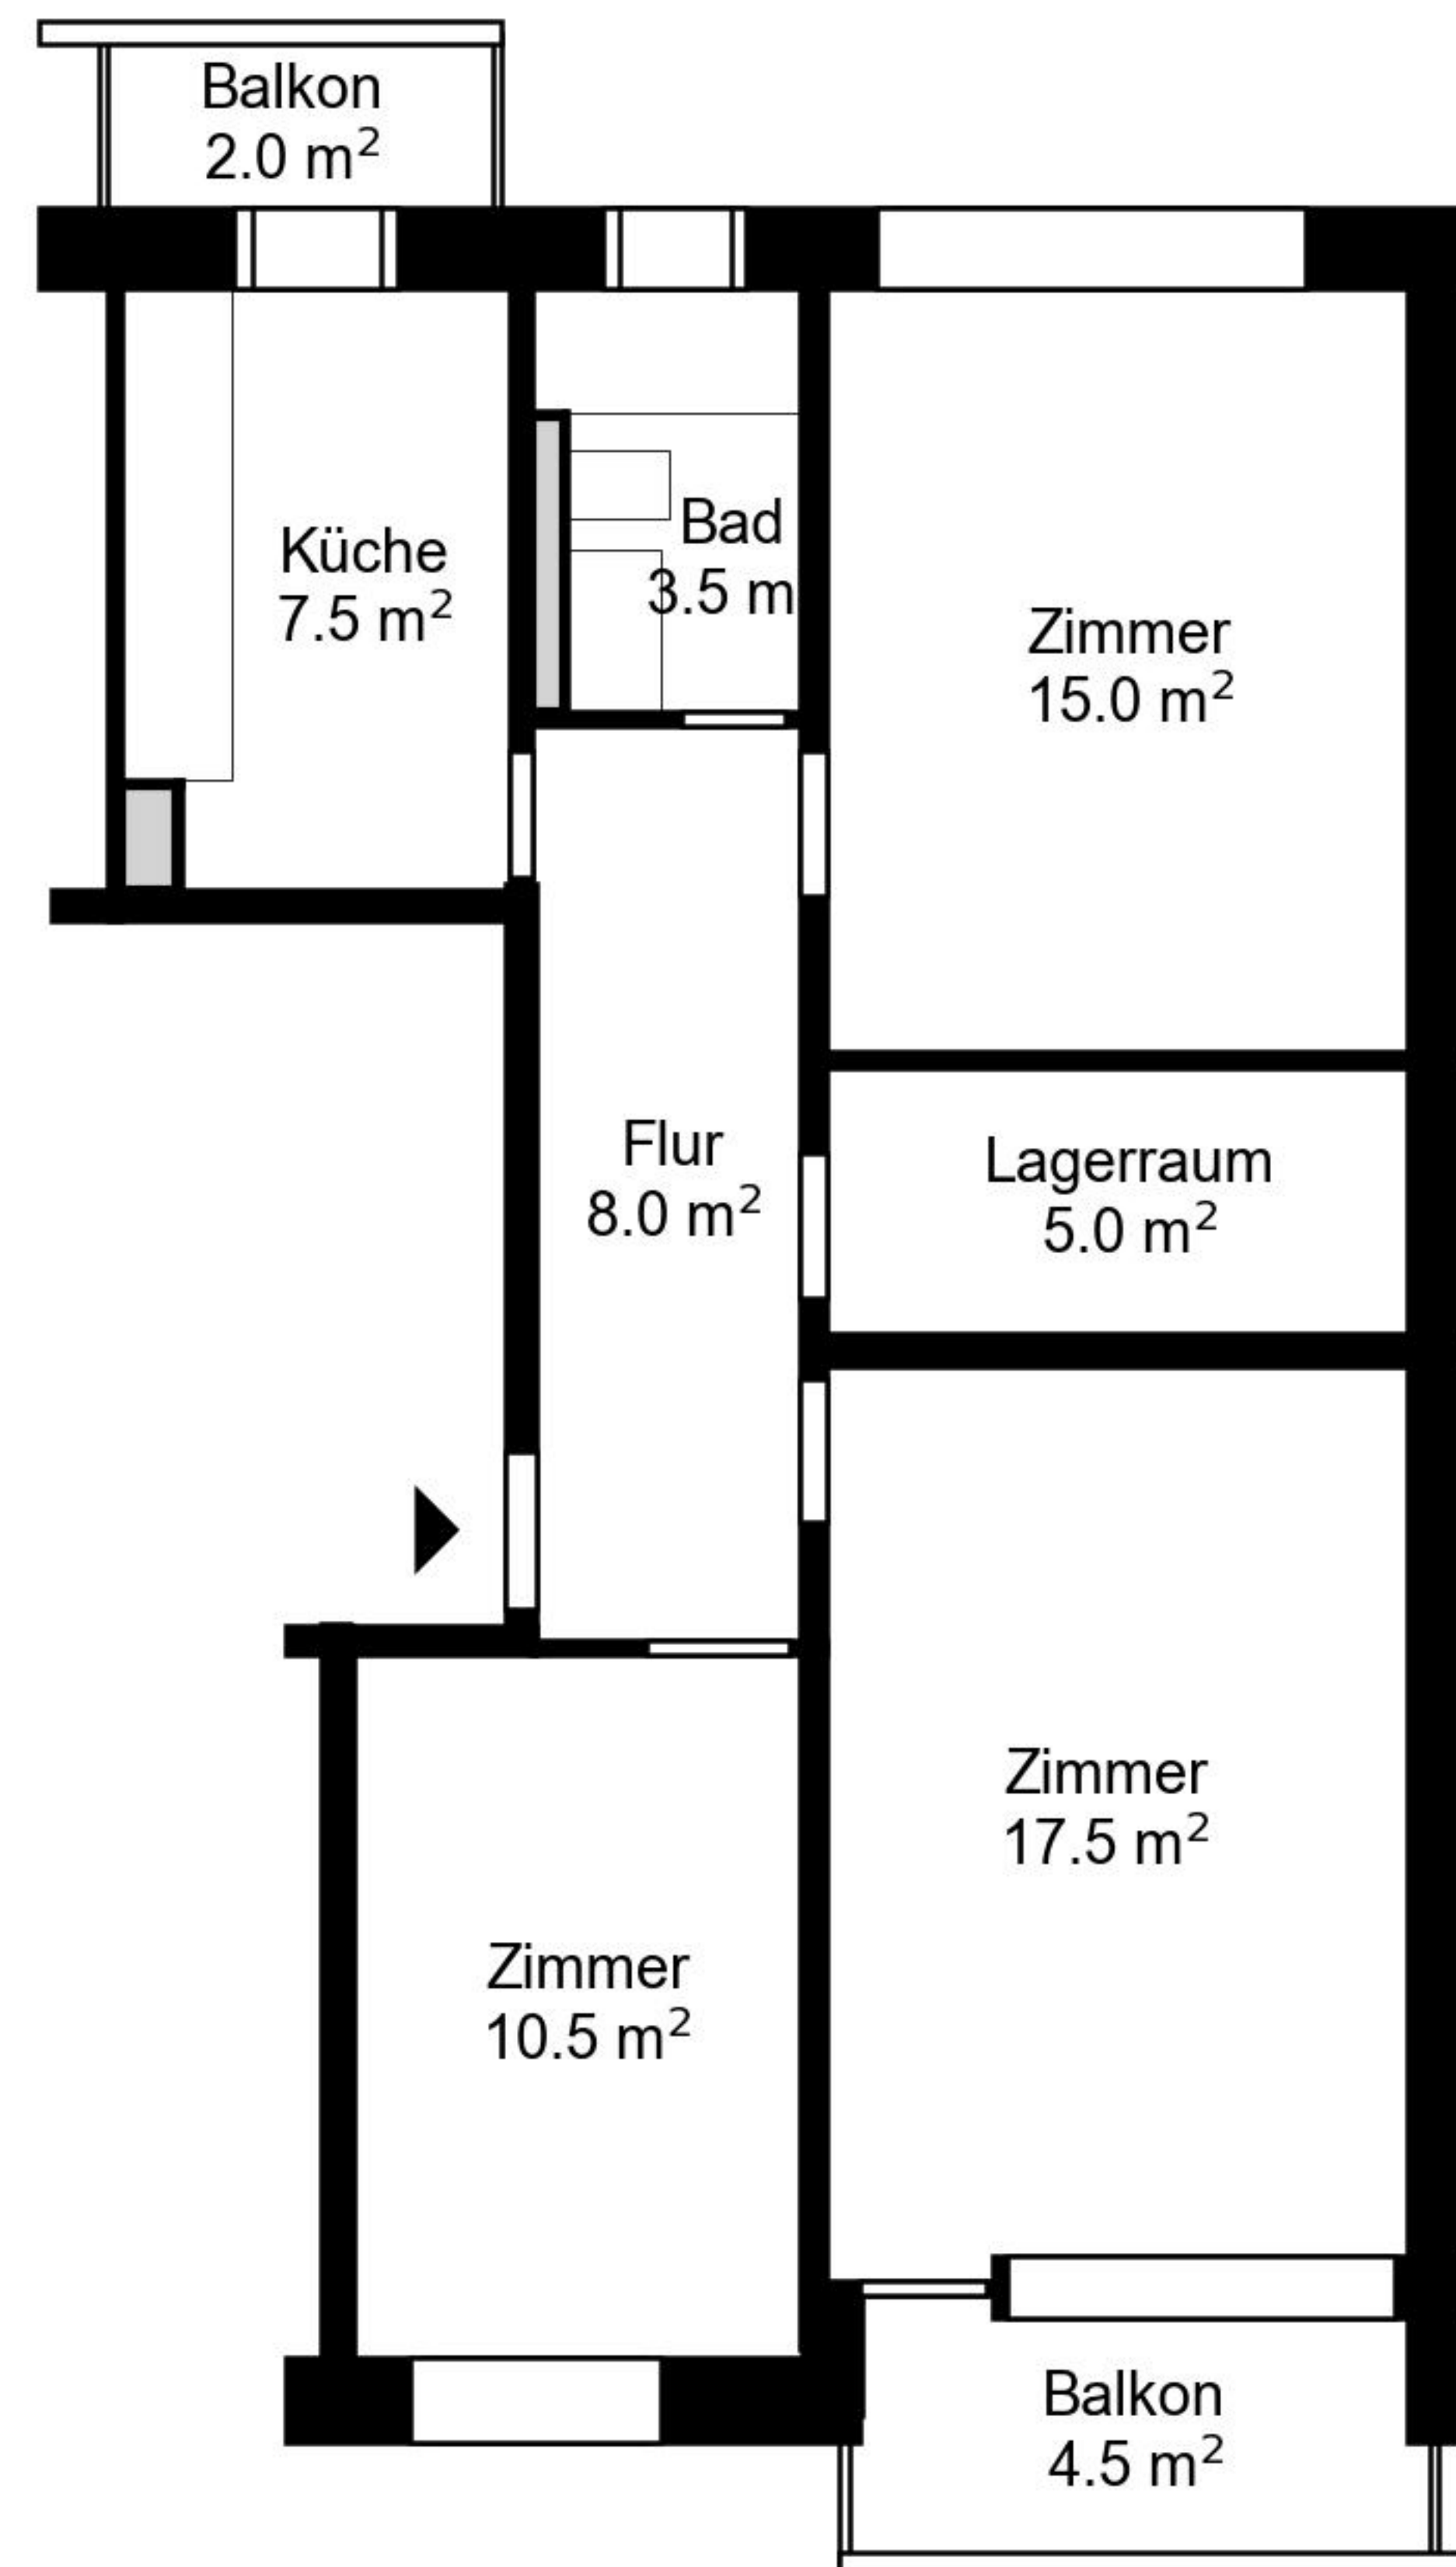 Balkon
2.0 m²
Küche
7.5 m²
Bad
3.5 m
Zimmer
15.0 m²
Flur
8.0 m²
Lagerraum
5.0 m²
Zimmer
17.5 m²
Zimmer
10.5 m²
Balkon
4.5 m²